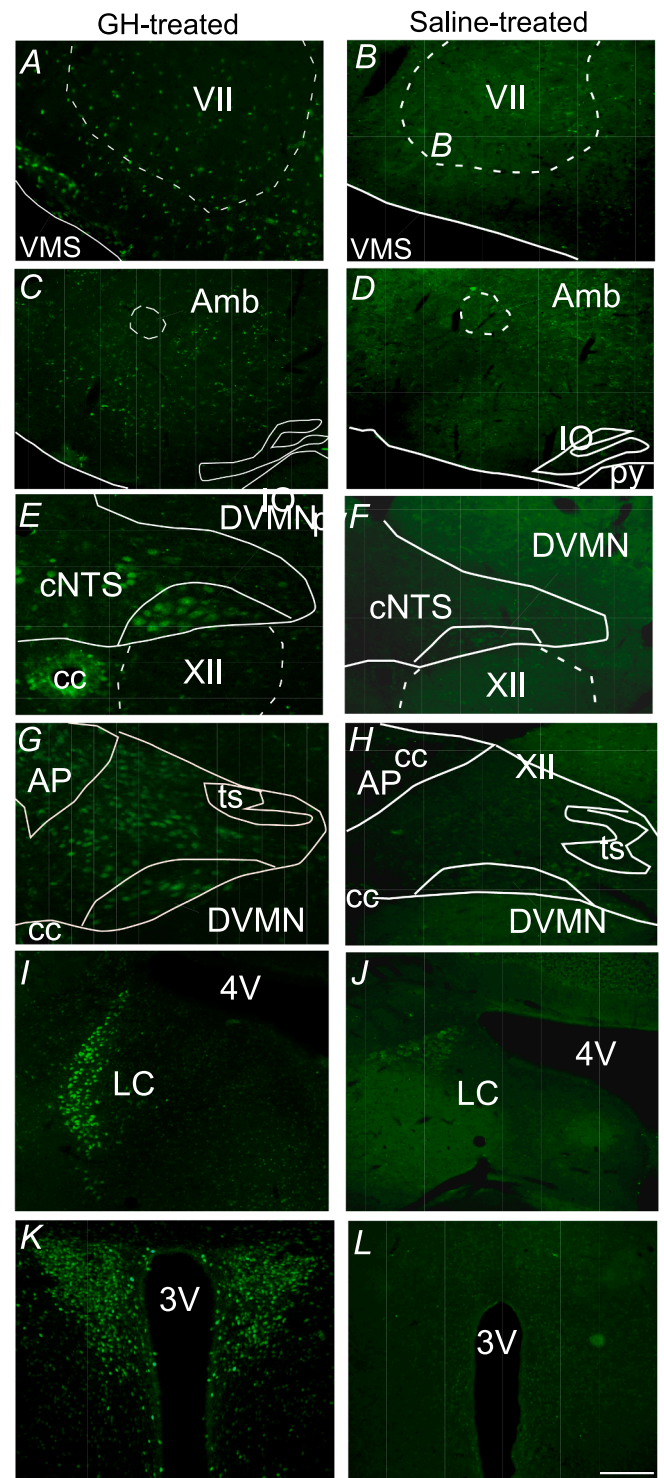 GH-treated
Saline-treated
A
VII
VMS
B
VII
B
VMS
C
Amb
IO
D
Amb
IO
py
E
DVMN
p
cNTS
cc
XII
F
DVMN
cNTS
XII
G
AP
ts
cc
DVMN
H
cc
AP
XII
ts
cc
DVMN
I
4V
LC
J
4V
LC
K
3V
L
3V